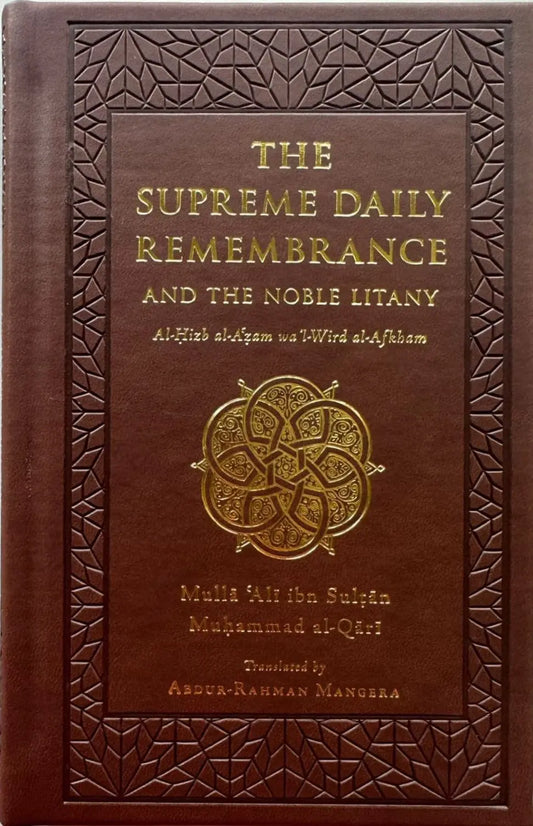 THE
SUPREME DAILY
REMEMBRANCE
AND THE NOBLE LITANY
Al-Ḥizb al-Aʿẓam wa 'l-Wird al-Afkham
Mullā ʿAlī ibn Sulṭān
Muḥammad al-Qārī
Translated by
ABDUR-RAHMAN MANGERA